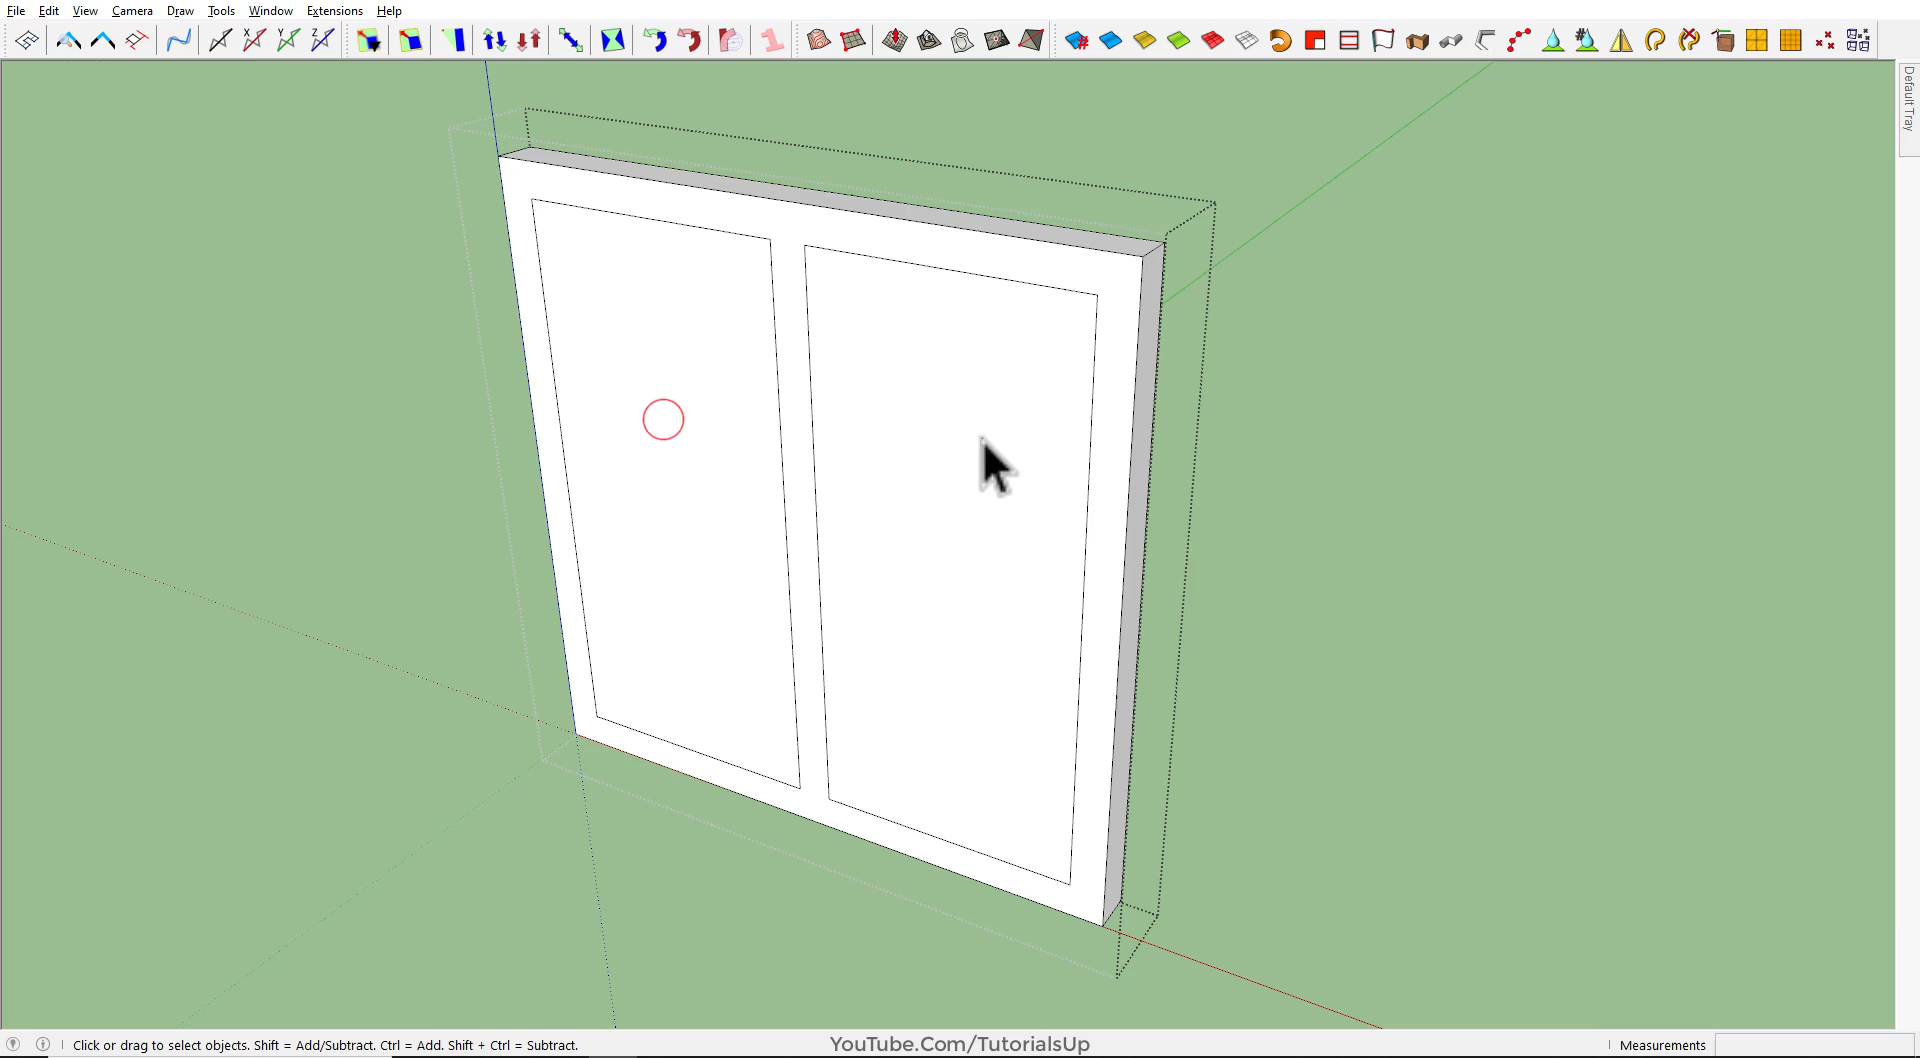 File Edit View Camera Draw Tools Window Extensions Help
X Y Z
Default Tray
Click or drag to select objects. Shift = Add/Subtract. Ctrl = Add. Shift + Ctrl = Subtract.
YouTube.Com/TutorialsUp
Measurements